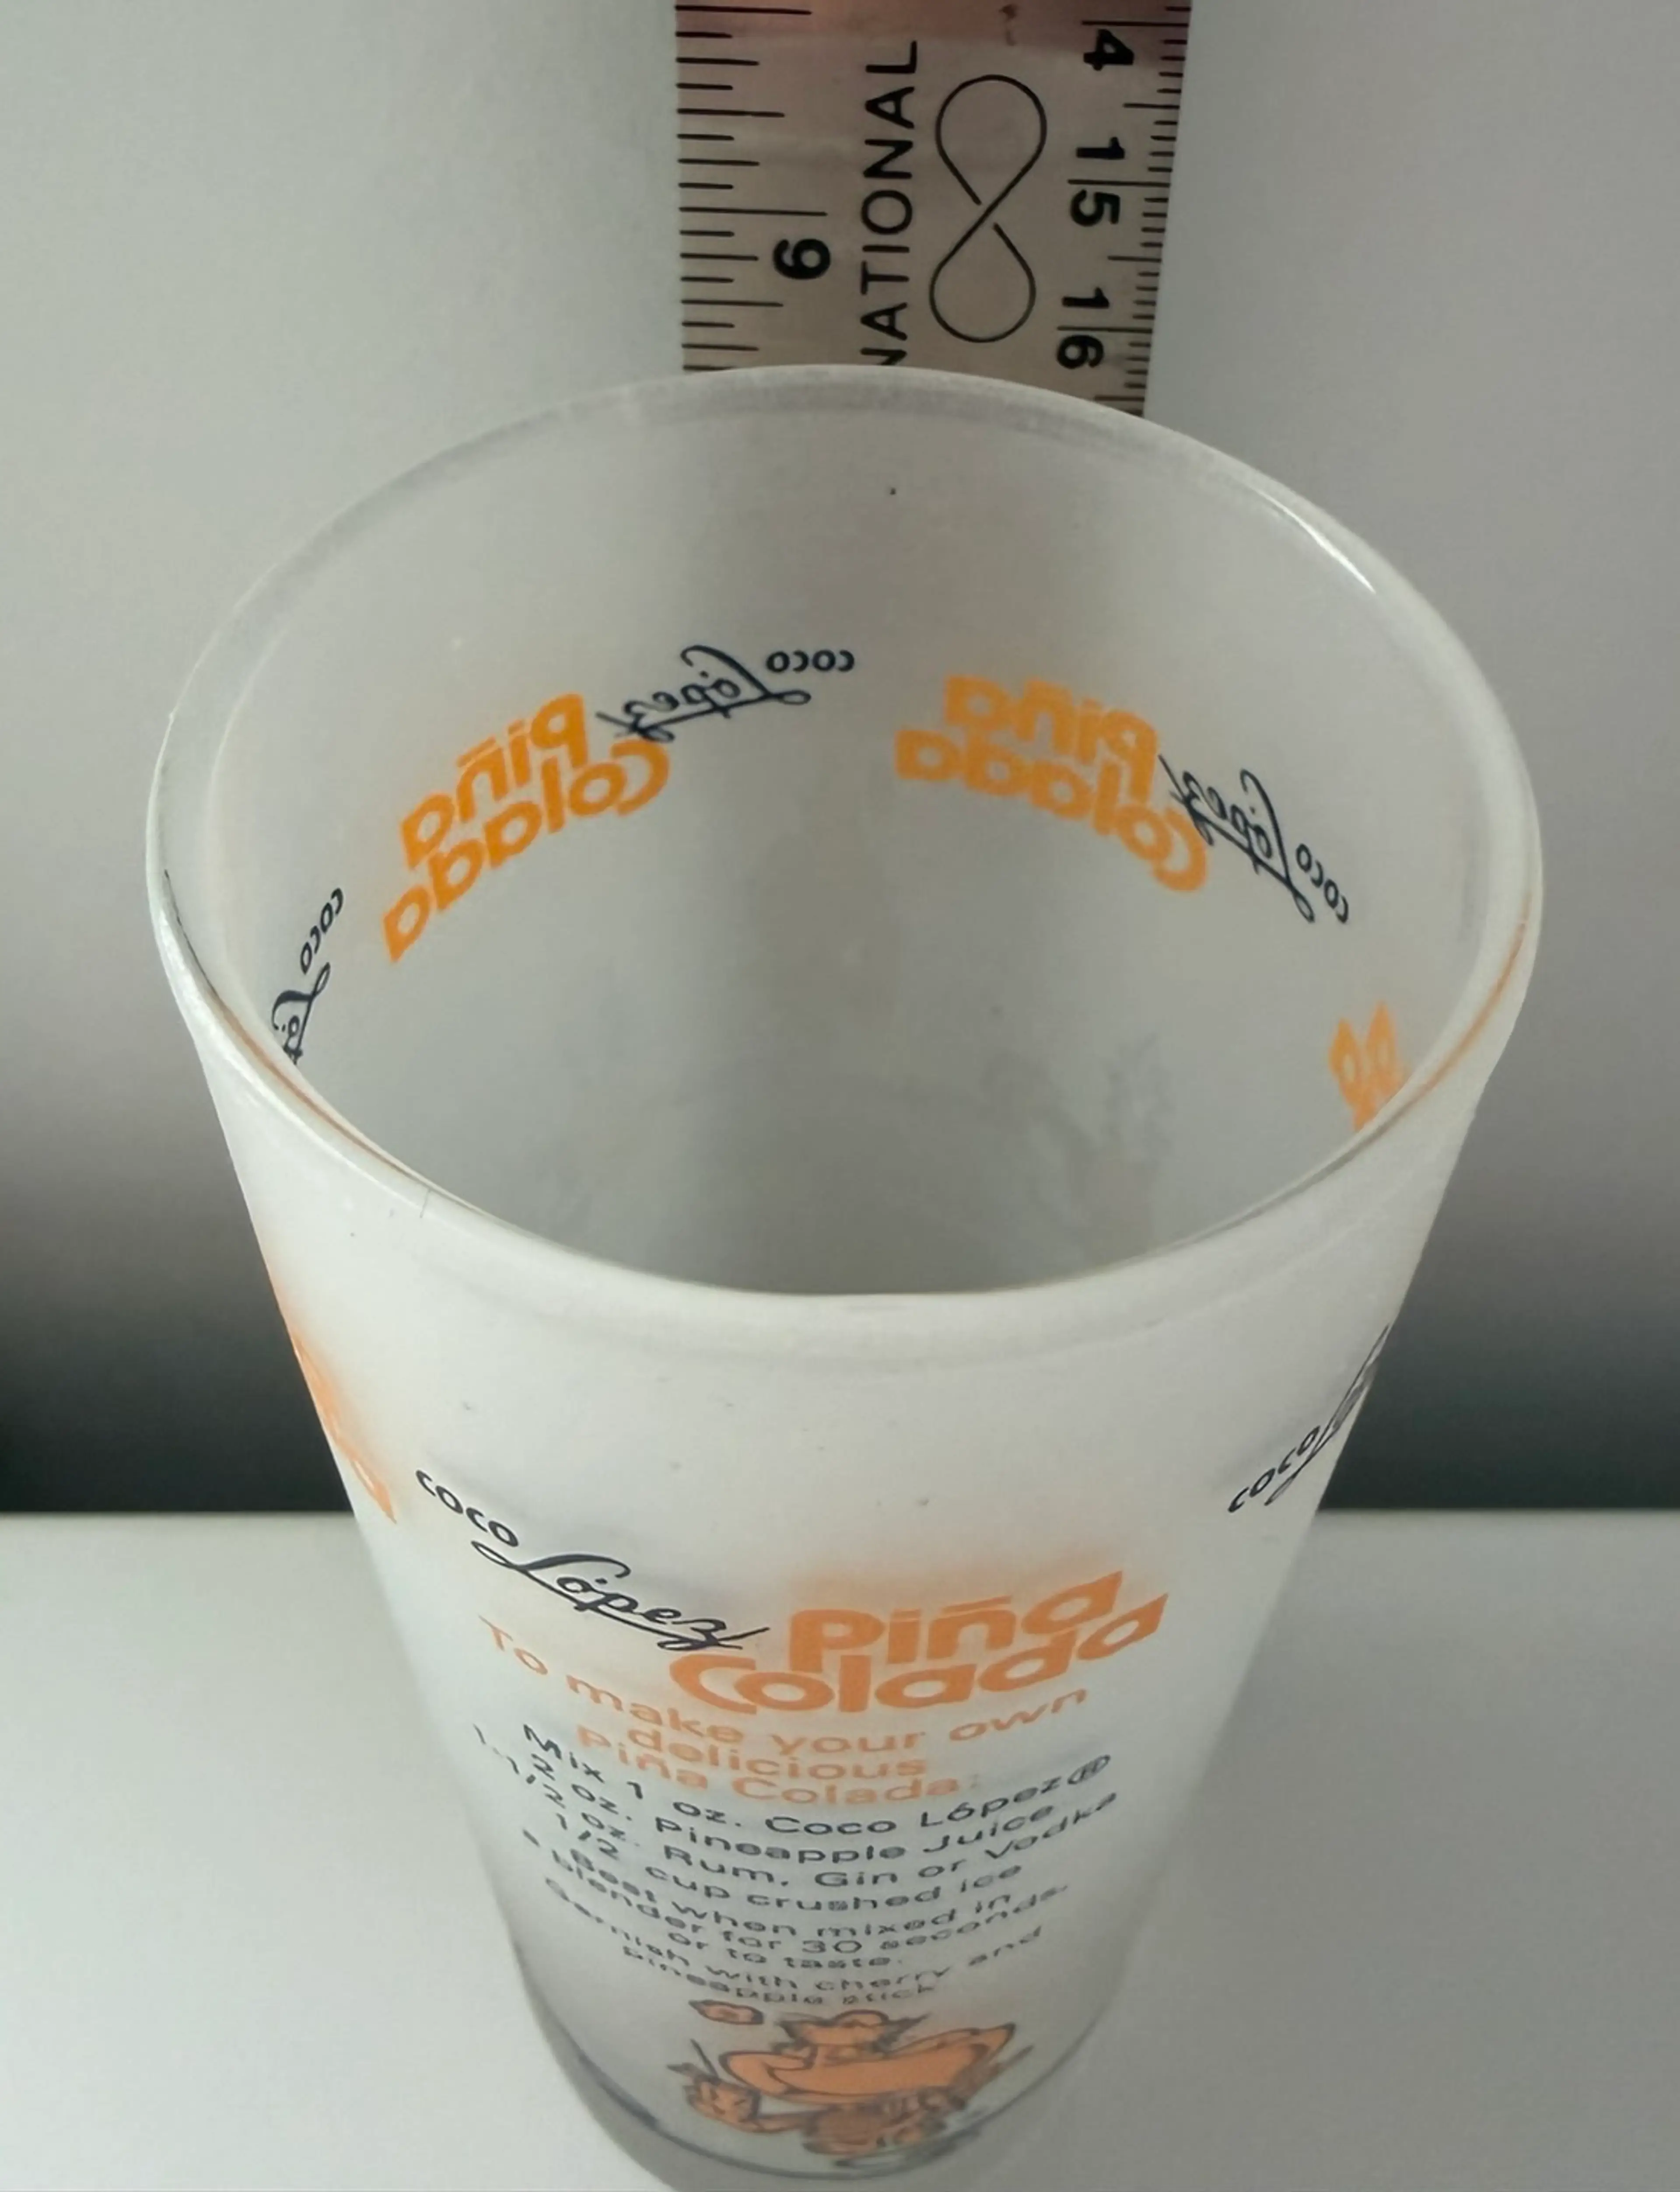 4
15
16
6
NATIONAL
coco López Piña Colada
coco López Piña Colada
coco
coco López Piña Colada
coco
To make your own
delicious
Piña Colada:
Mix 1 oz. Coco López®
2 oz. Pineapple Juice
1 1/2 oz. Rum, Gin or Vodka
1/2 cup crushed ice
Best when mixed in
blender for 30 seconds
or to taste.
Garnish with cherry and
pineapple stick